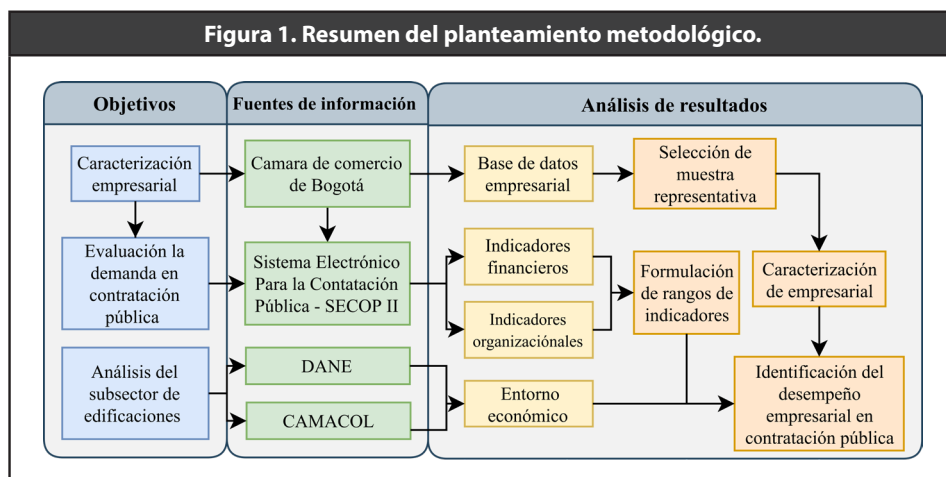 Figura 1. Resumen del planteamiento metodológico.
Objetivos
Fuentes de información
Análisis de resultados
Caracterización
empresarial
Camara de comercio
de Bogotá
Base de datos
empresarial
Selección de
muestra
representativa
Evaluación la
demanda en
contratación
pública
Sistema Electrónico
Para la Contatación
Pública - SECOP II
Indicadores
financieros
Indicadores
organizaciónales
Formulación
de rangos de
indicadores
Caracterización
de empresarial
Análisis del
subsector de
edificaciones
DANE
CAMACOL
Entorno
económico
Identificación del
desempeño
empresarial en
contratación pública